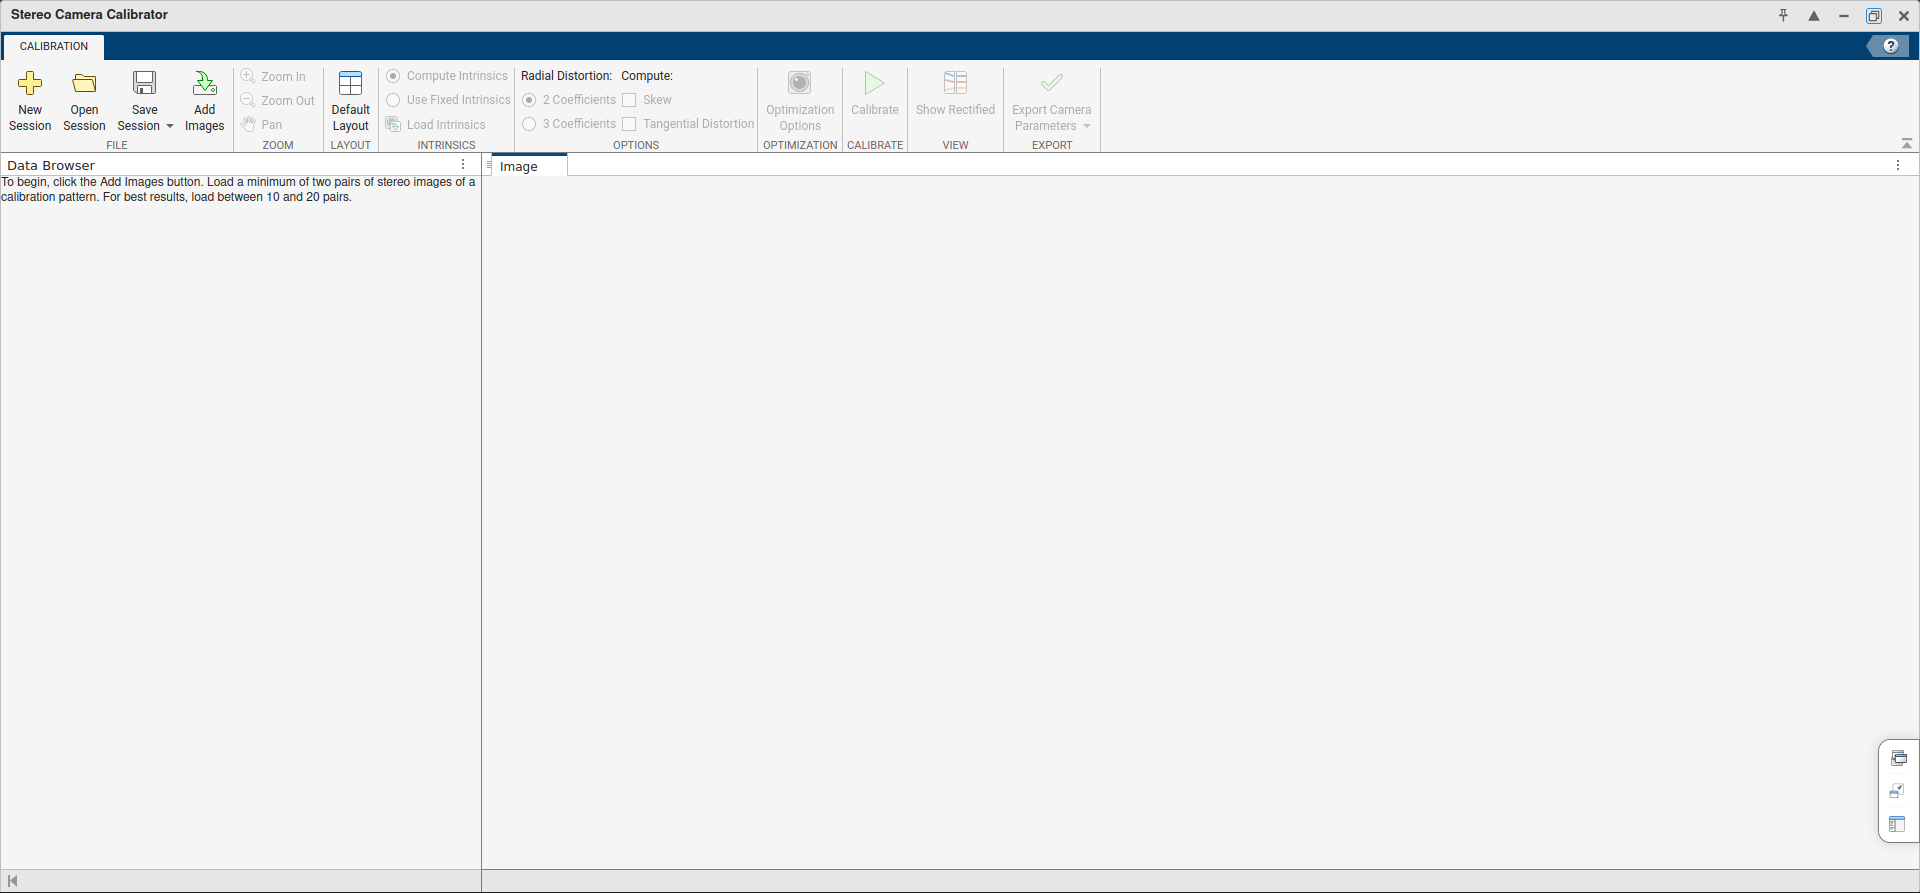 Stereo Camera Calibrator
CALIBRATION
?
New Session
Open Session
Save Session
Add Images
FILE
Zoom In
Zoom Out
Pan
ZOOM
Default Layout
LAYOUT
Compute Intrinsics
Use Fixed Intrinsics
Load Intrinsics
INTRINSICS
Radial Distortion:
2 Coefficients
3 Coefficients
Compute:
Skew
Tangential Distortion
OPTIONS
Optimization Options
OPTIMIZATION
Calibrate
CALIBRATE
Show Rectified
VIEW
Export Camera Parameters
EXPORT
Data Browser
To begin, click the Add Images button. Load a minimum of two pairs of stereo images of a
calibration pattern. For best results, load between 10 and 20 pairs.
Image